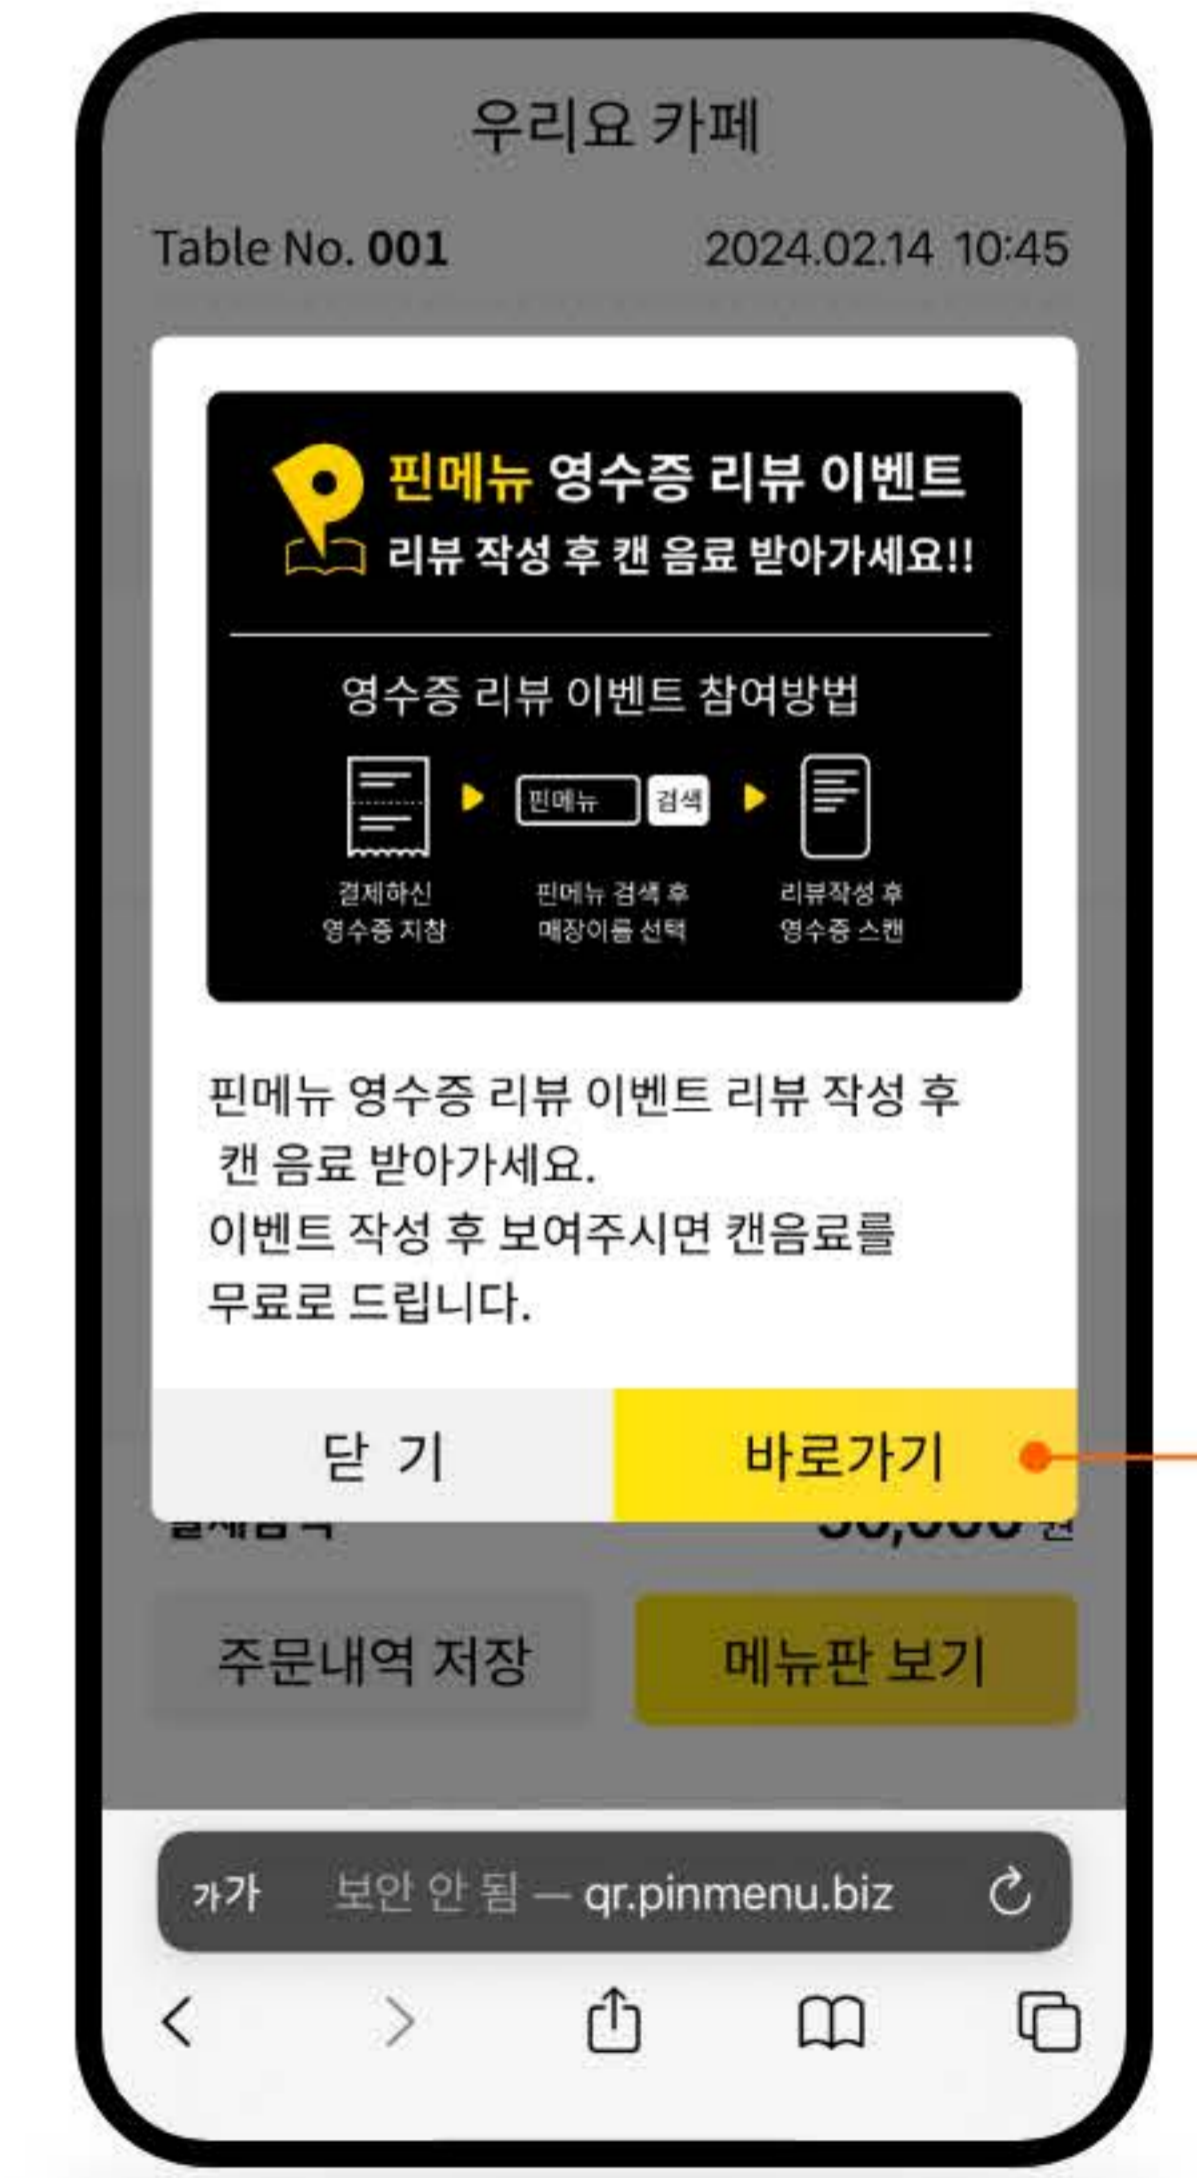 우리요 카페
Table No. 001 2024.02.14 10:45
핀메뉴 영수증 리뷰 이벤트
리뷰 작성 후 캔 음료 받아가세요!!
영수증 리뷰 이벤트 참여방법
핀메뉴 검색
결제하신
영수증 지참
핀메뉴 검색 후
매장이름 선택
리뷰작성 후
영수증 스캔
핀메뉴 영수증 리뷰 이벤트 리뷰 작성 후
캔 음료 받아가세요.
이벤트 작성 후 보여주시면 캔음료를
무료로 드립니다.
닫 기 바로가기
원
주문내역 저장 메뉴판 보기
가가 보안 안 됨 — qr.pinmenu.biz